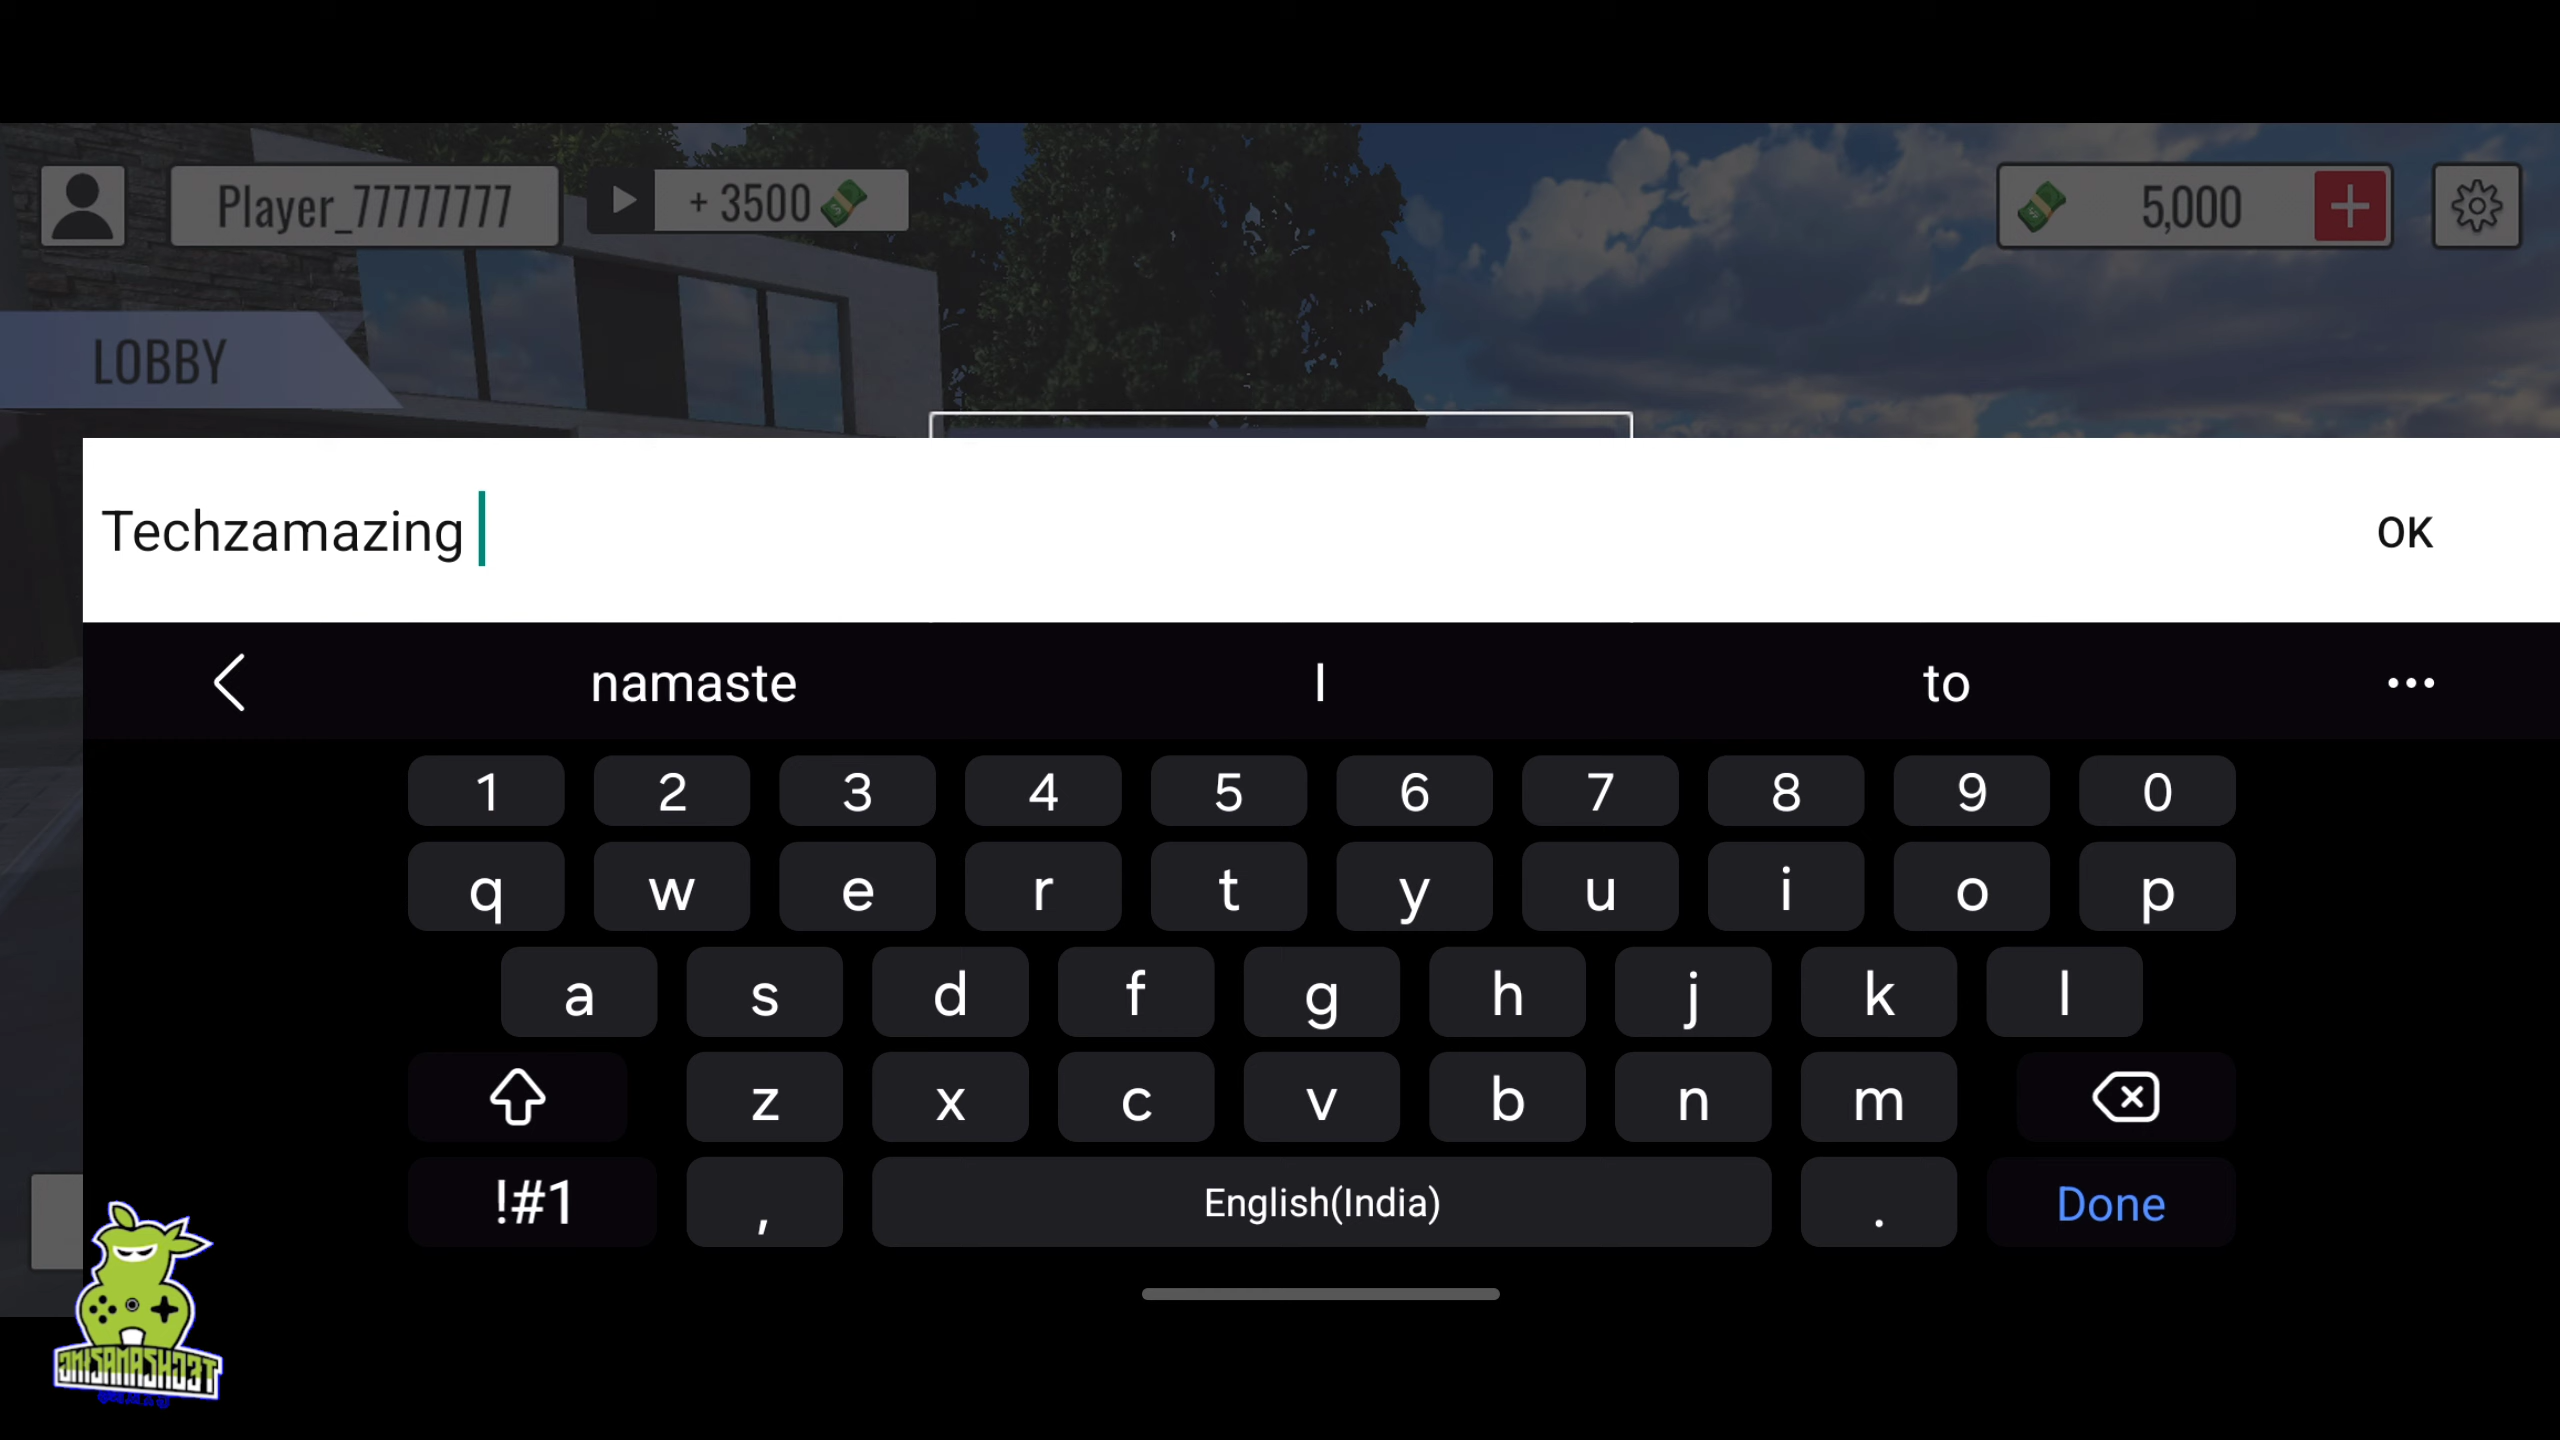 Player_77777777
+ 3500
5,000
LOBBY
Techzamazing
OK
namaste
I
to
...
1 2 3 4 5 6 7 8 9 0
q w e r t y u i o p
a s d f g h j k l
z x c v b n m
!#1 , English(India) . Done